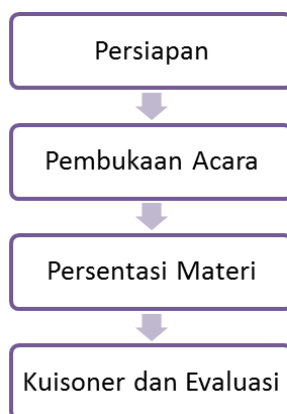 Persiapan
Pembukaan Acara
Persentasi Materi
Kuisoner dan Evaluasi